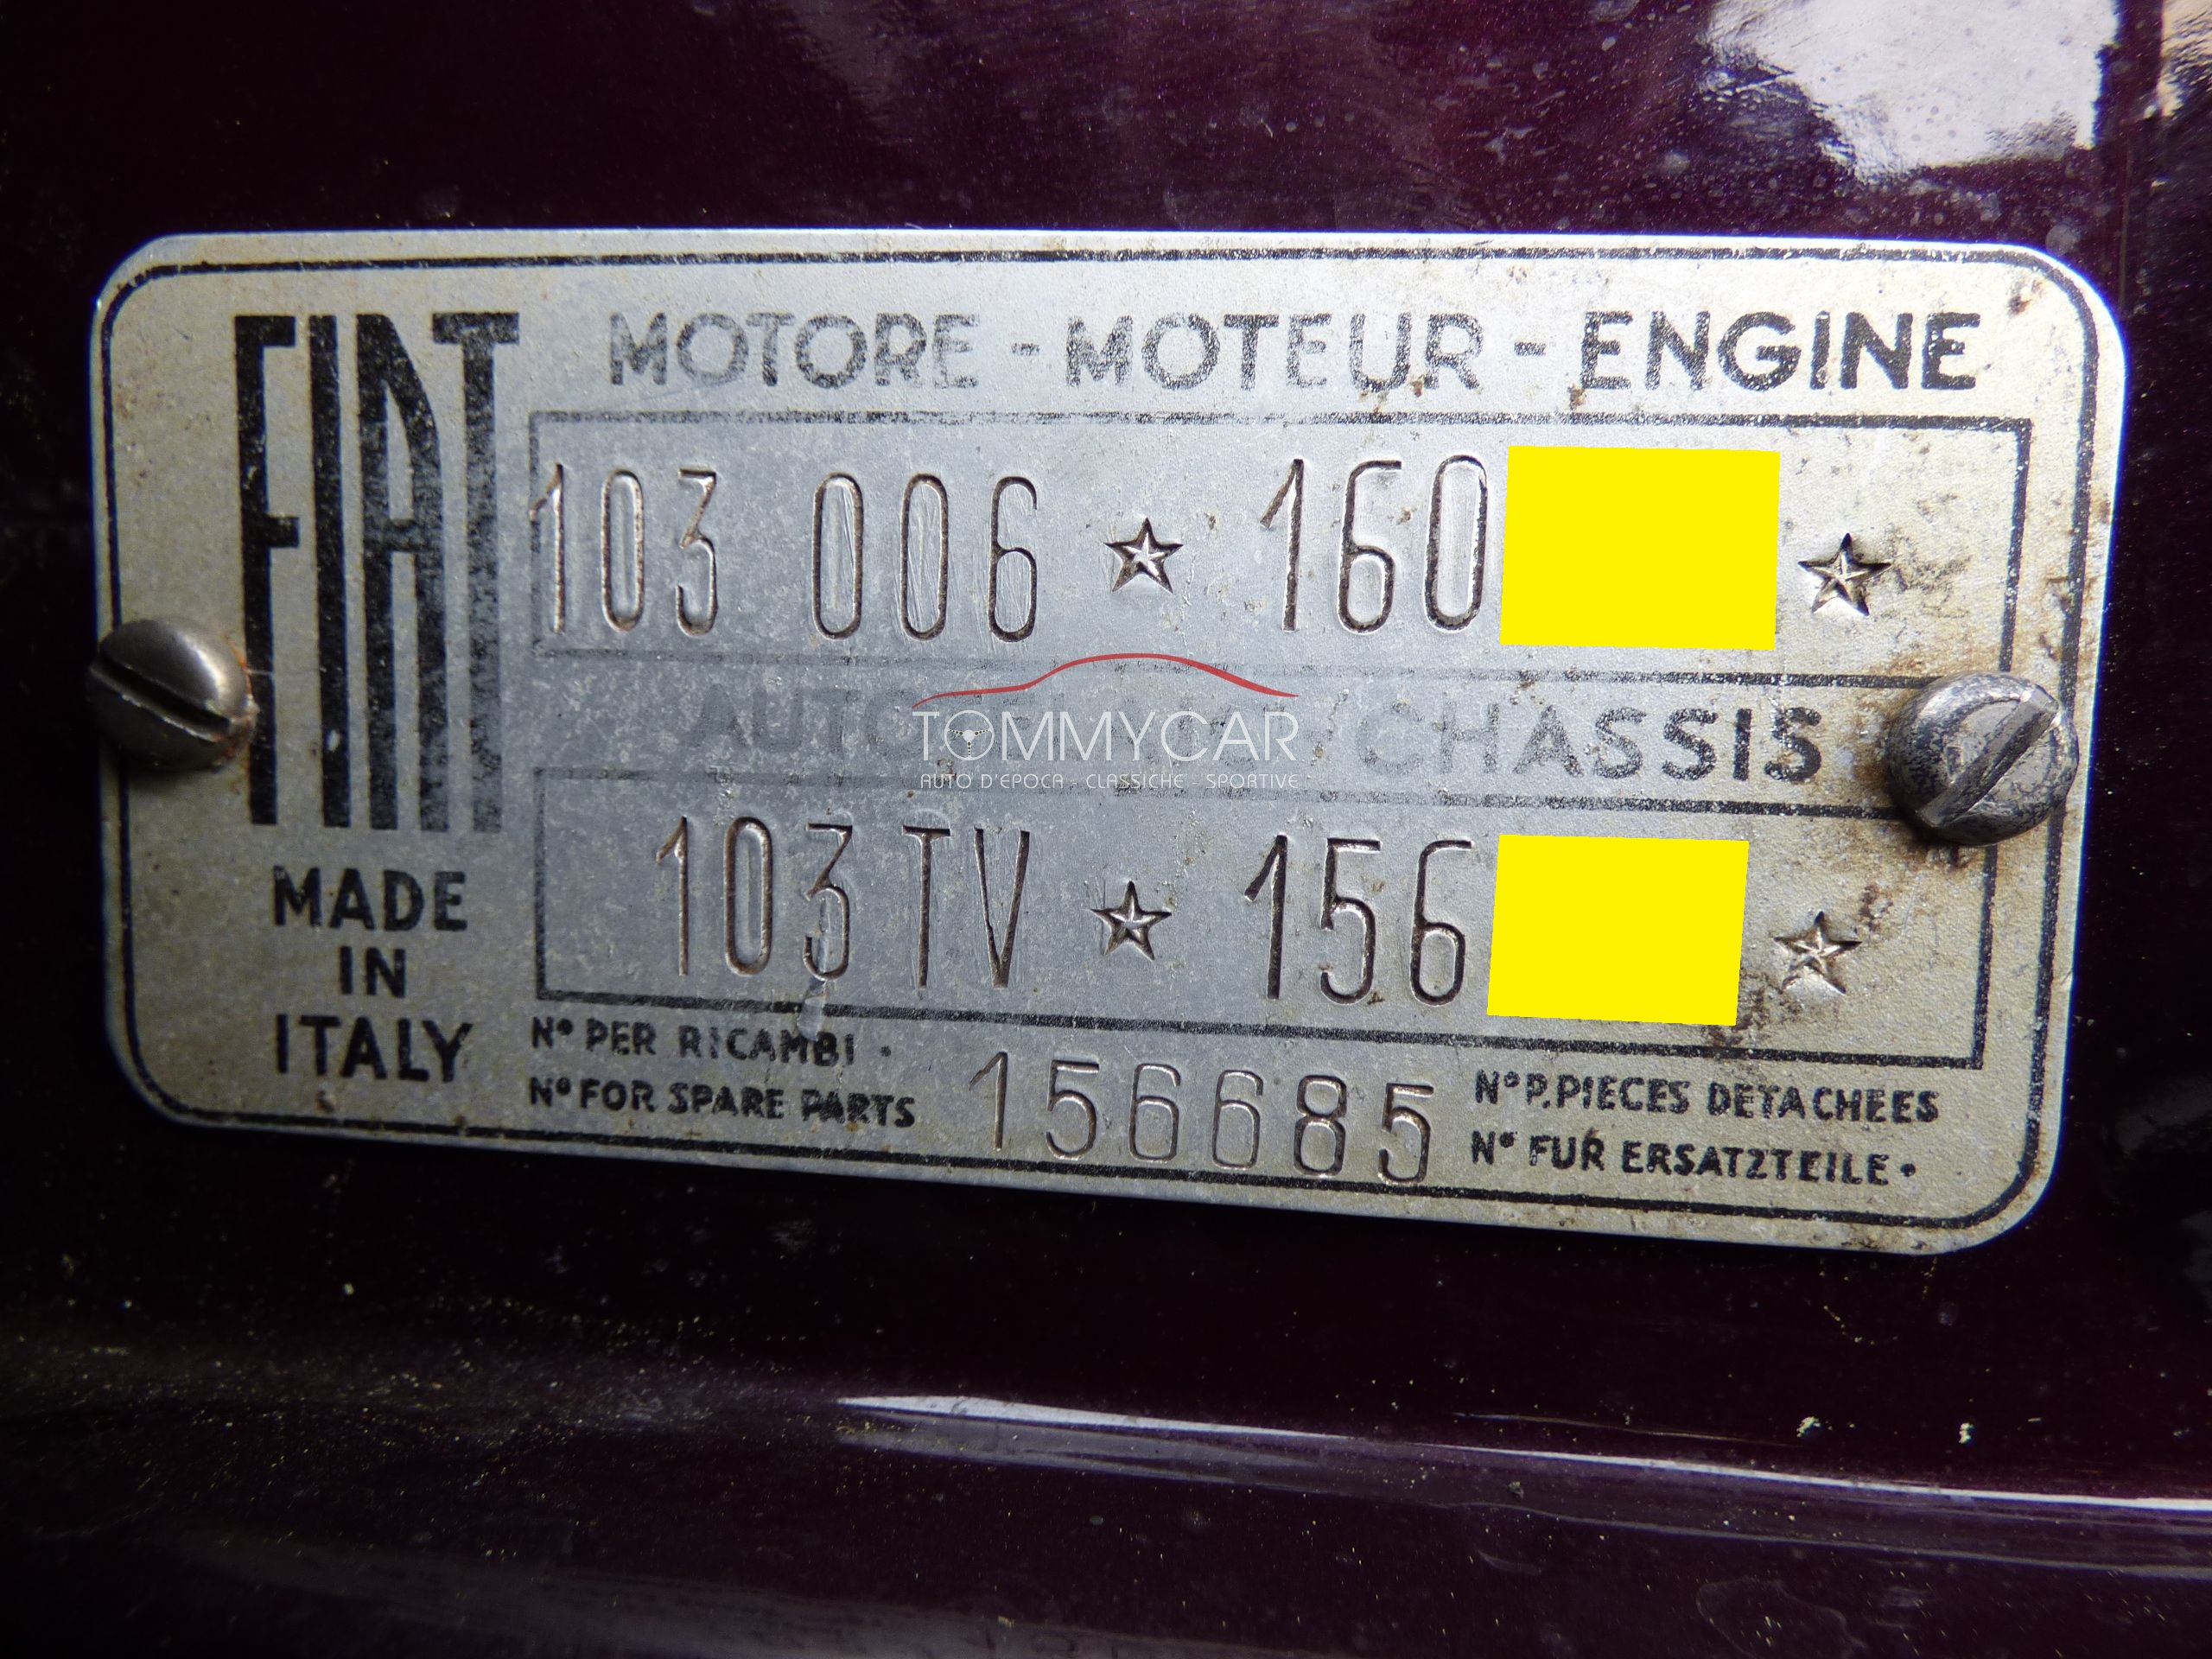 FIAT
MOTORE - MOTEUR - ENGINE
103 006 ★ 160 ★
CHASSIS
TOMMYCAR
AUTO D'EPOCA - CLASSICHE - SPORTIVE
103 TV ★ 156 ★
MADE
IN
ITALY
Nº PER RICAMBI .
Nº FOR SPARE PARTS
156685
Nº P. PIECES DETACHEES
Nº FUR ERSATZTEILE .